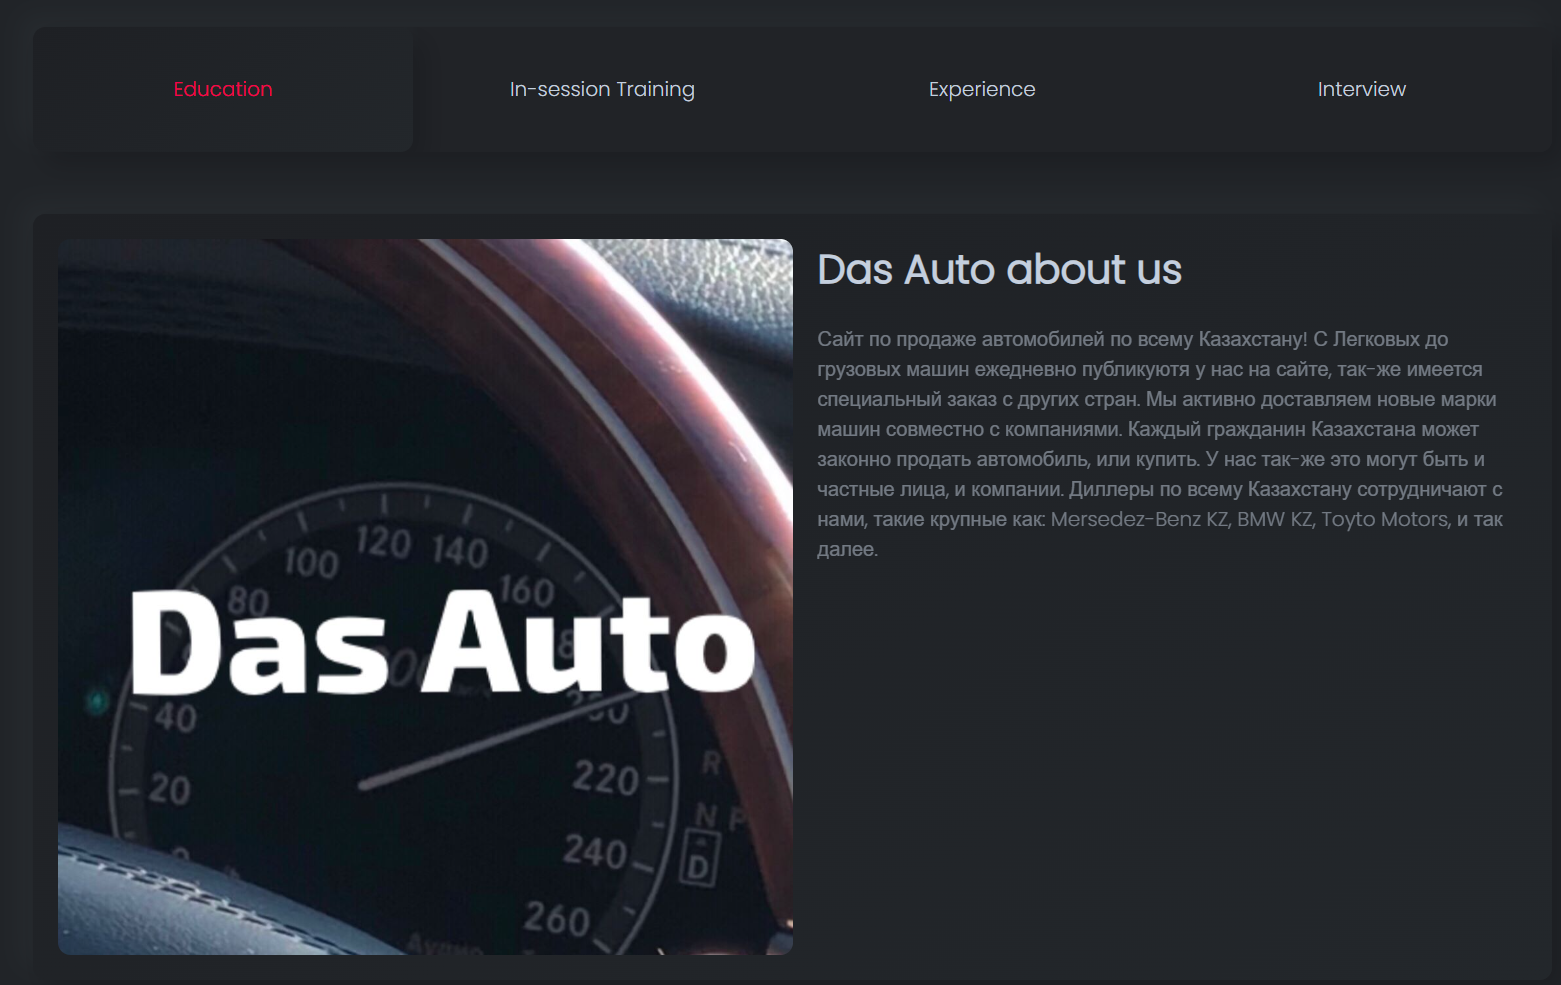 Education In-session Training Experience Interview
Das Auto about us
Сайт по продаже автомобилей по всему Казахстану! С Легковых до
грузовых машин ежедневно публикуютя у нас на сайте, так-же имеется
специальный заказ с других стран. Мы активно доставляем новые марки
машин совместно с компаниями. Каждый гражданин Казахстана может
законно продать автомобиль, или купить. У нас так-же это могут быть и
частные лица, и компании. Диллеры по всему Казахстану сотрудничают с
нами, такие крупные как: Mersedez-Benz KZ, BMW KZ, Toyto Motors, и так
далее.
120 140
100 160
80
Das Auto
40
20 220
R
N P
240 D
260
Аудио